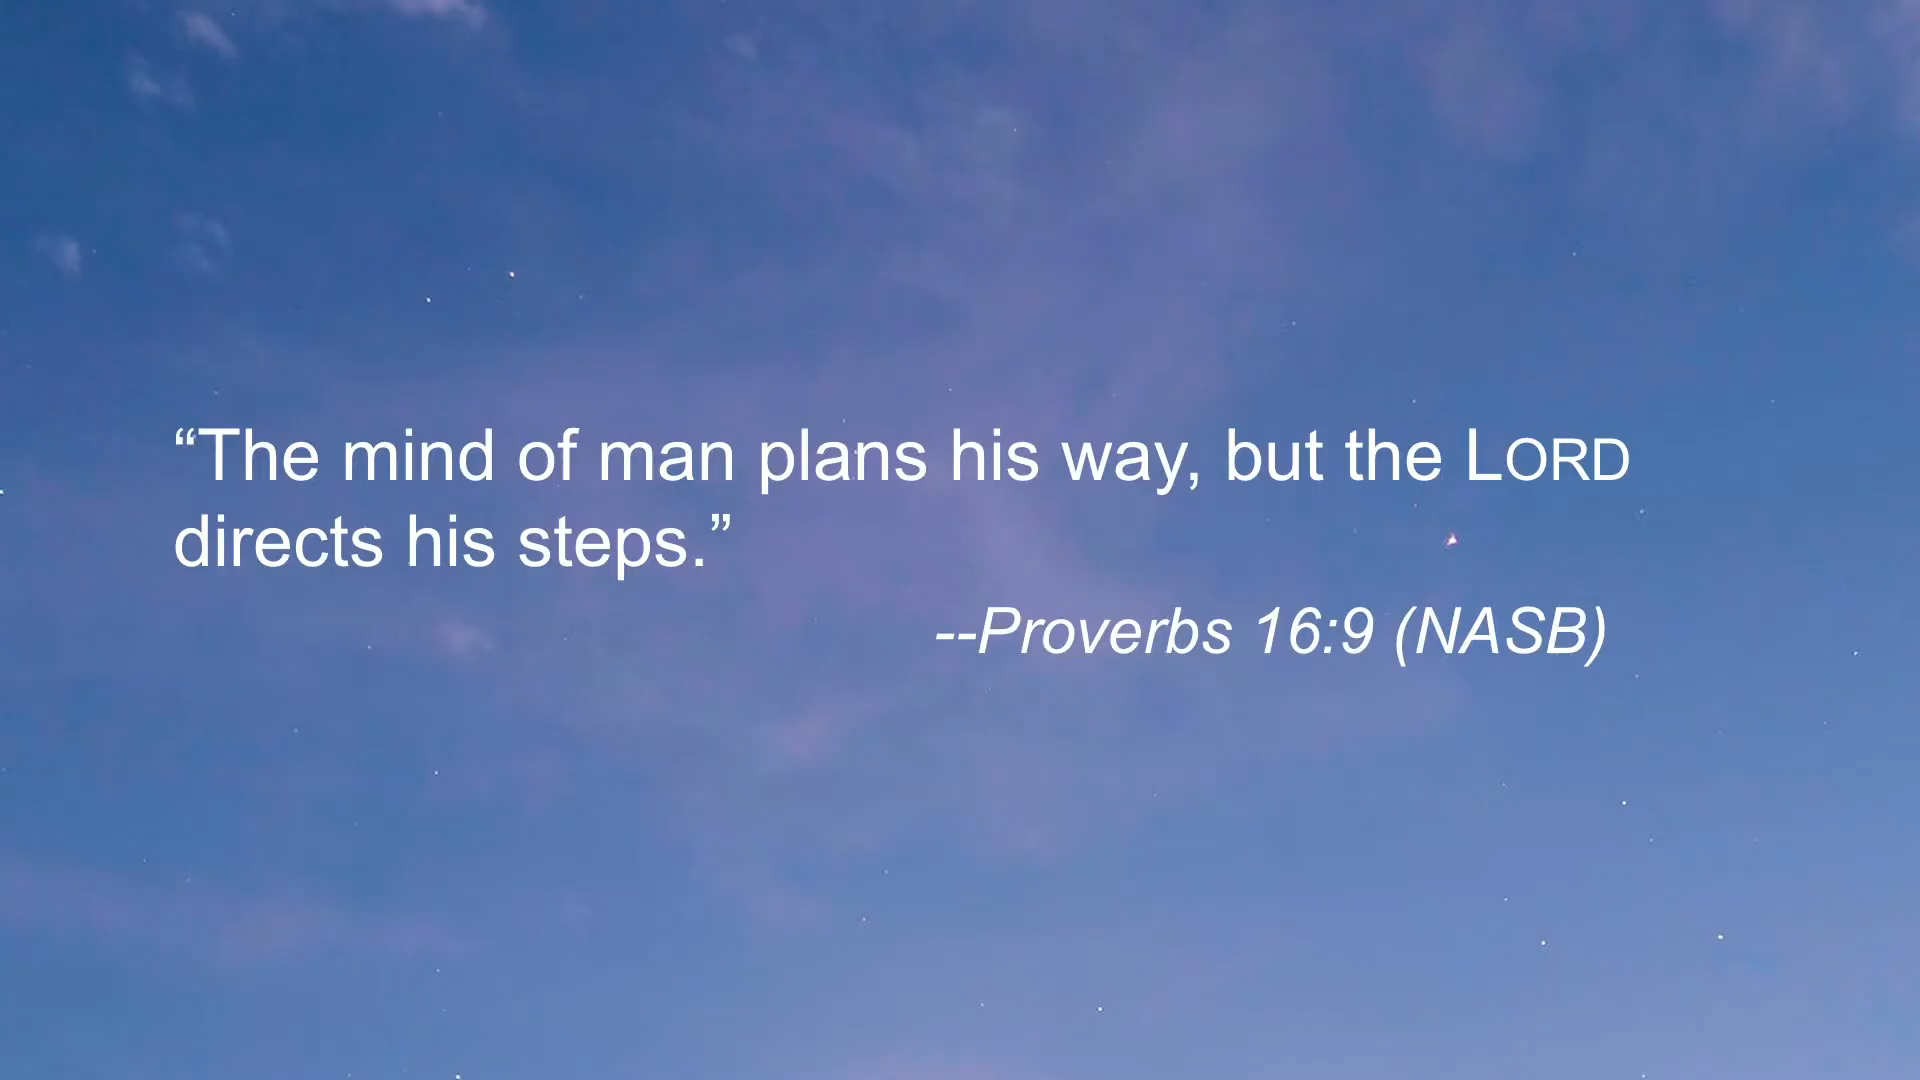 “The mind of man plans his way, but the LORD
directs his steps.”
--Proverbs 16:9 (NASB)